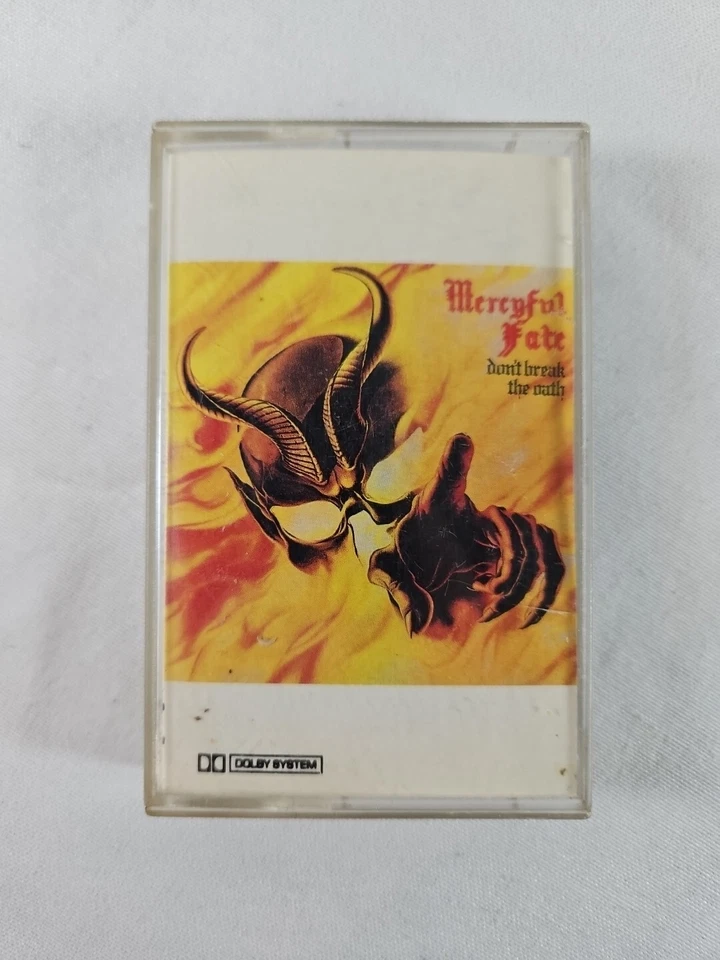 Mercyful
Fate
don't break
the oath
DOLBY SYSTEM